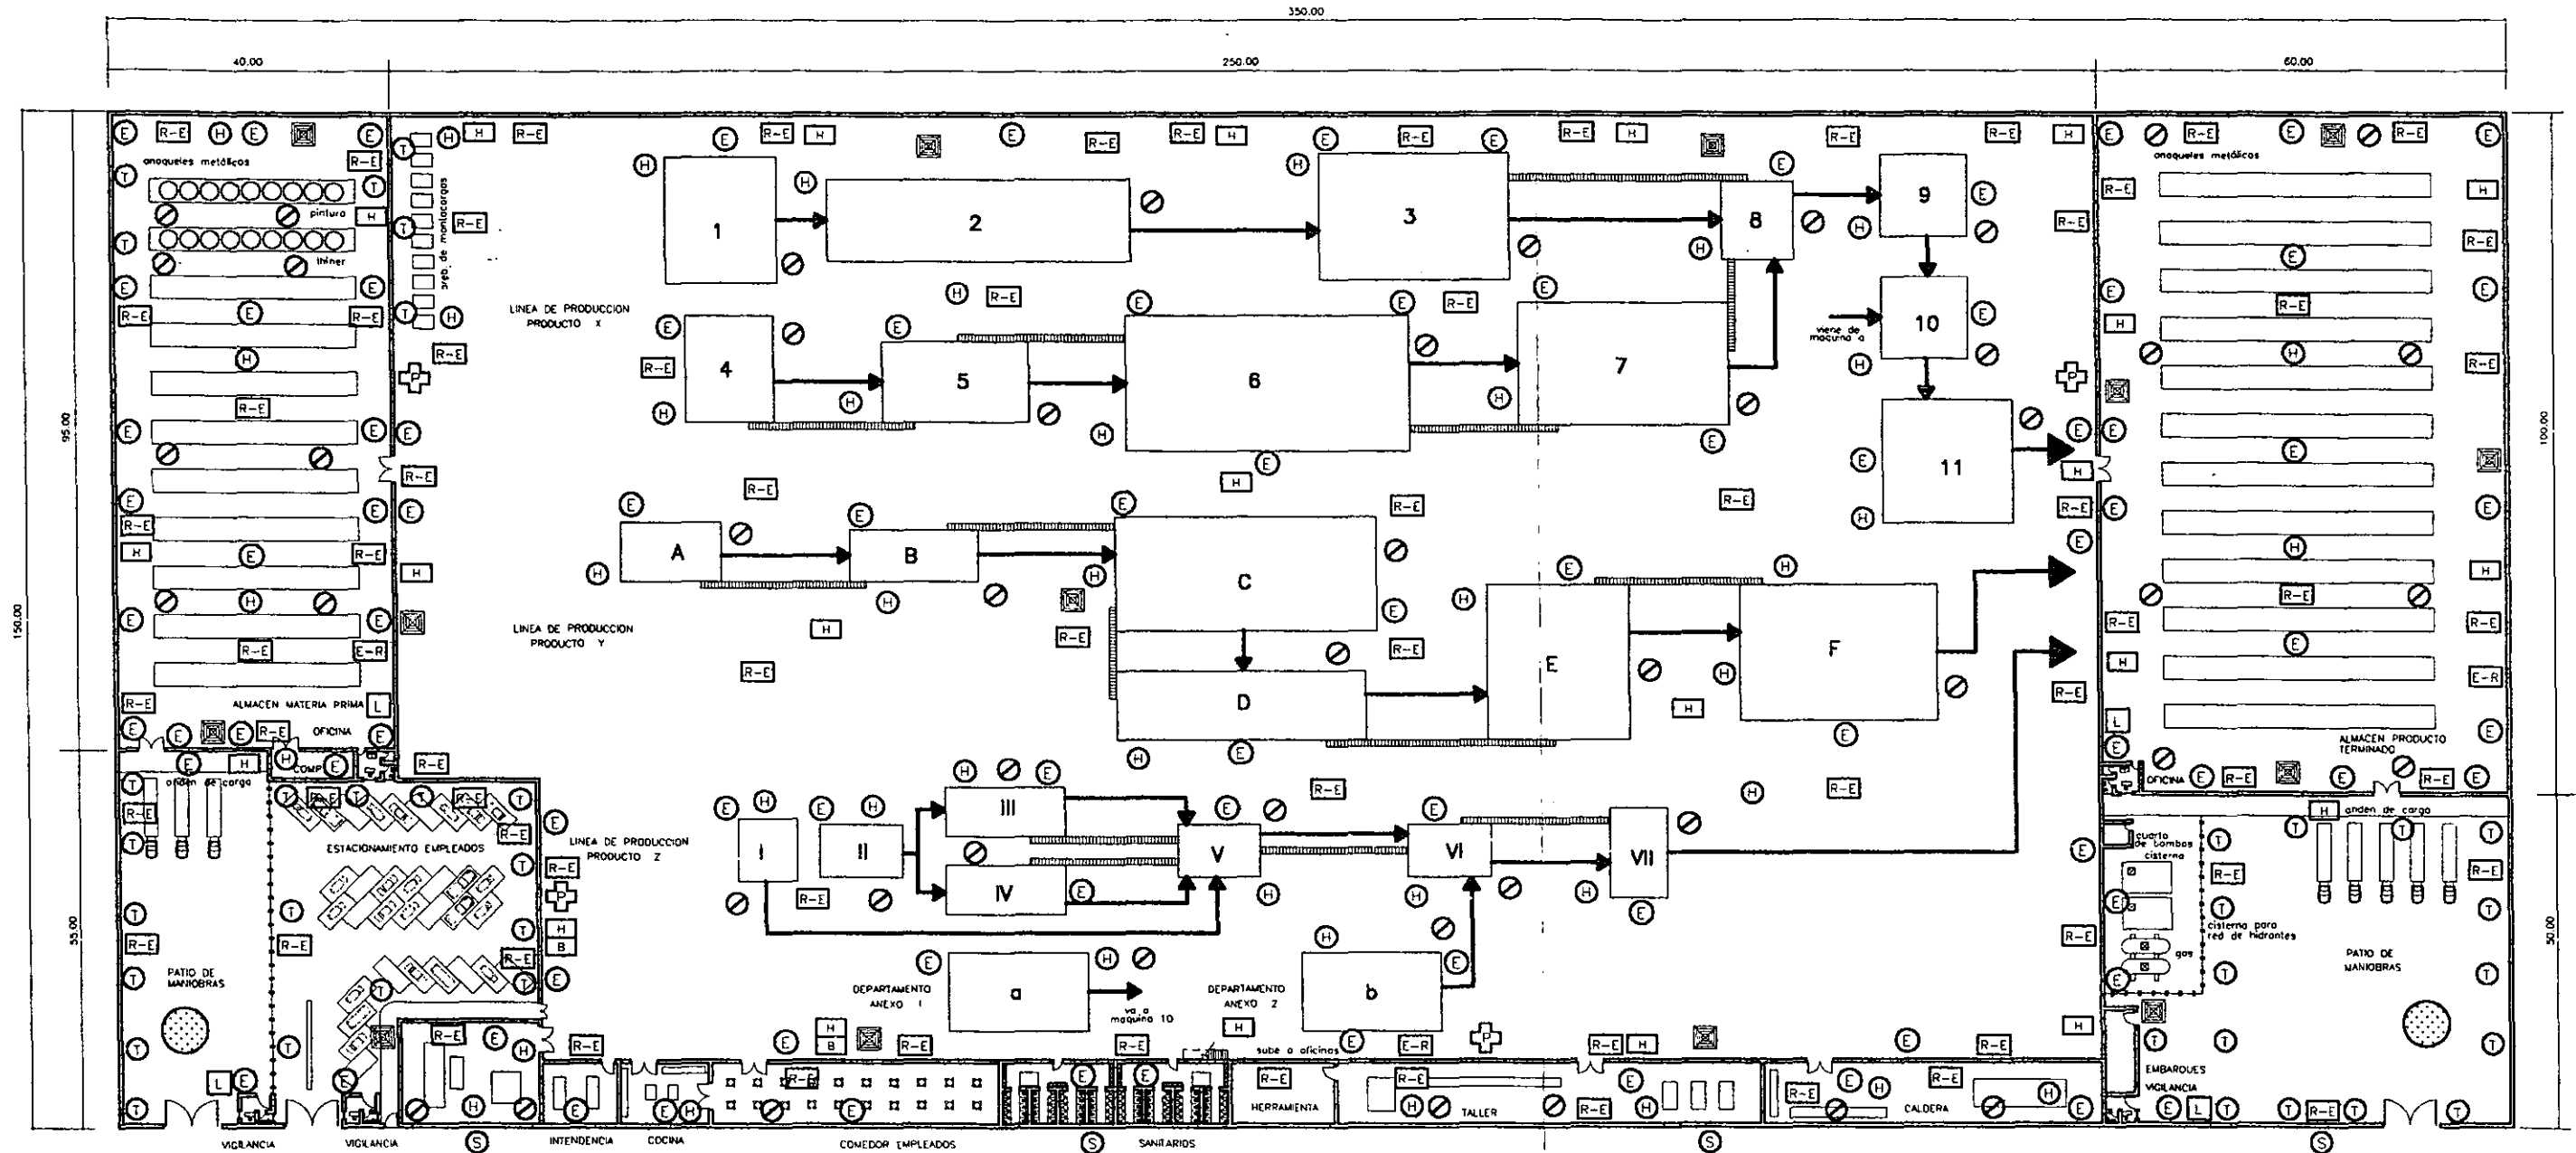 350.00
40.00
250.00
60.00
95.00
150.00
55.00
100.00
50.00
anaqueles metálicos
pintura
thiner
ALMACEN MATERIA PRIMA
OFICINA
anden de carga
COMP
ESTACIONAMIENTO EMPLEADOS
PATIO DE
MANIOBRAS
VIGILANCIA
VIGILANCIA
LINEA DE PRODUCCION
PRODUCTO X
1
2
3
4
5
6
7
8
9
10
11
viene de
maquina a
LINEA DE PRODUCCION
PRODUCTO Y
A
B
C
D
E
F
LINEA DE PRODUCCION
PRODUCTO Z
I
II
III
IV
V
VI
VII
DEPARTAMENTO
ANEXO 1
a
va a
maquina 10
DEPARTAMENTO
ANEXO 2
b
sube a oficinas
INTENDENCIA
COCINA
COMEDOR EMPLEADOS
SANITARIOS
HERRAMIENTA
TALLER
CALDERA
anaqueles metálicos
ALMACEN PRODUCTO
TERMINADO
OFICINA
anden de carga
cuarto
de bombas
cisterna
cisterna para
red de hidrantes
gas
PATIO DE
MANIOBRAS
EMBARQUES
VIGILANCIA
E
R-E
H
T
E-R
L
P
B
S